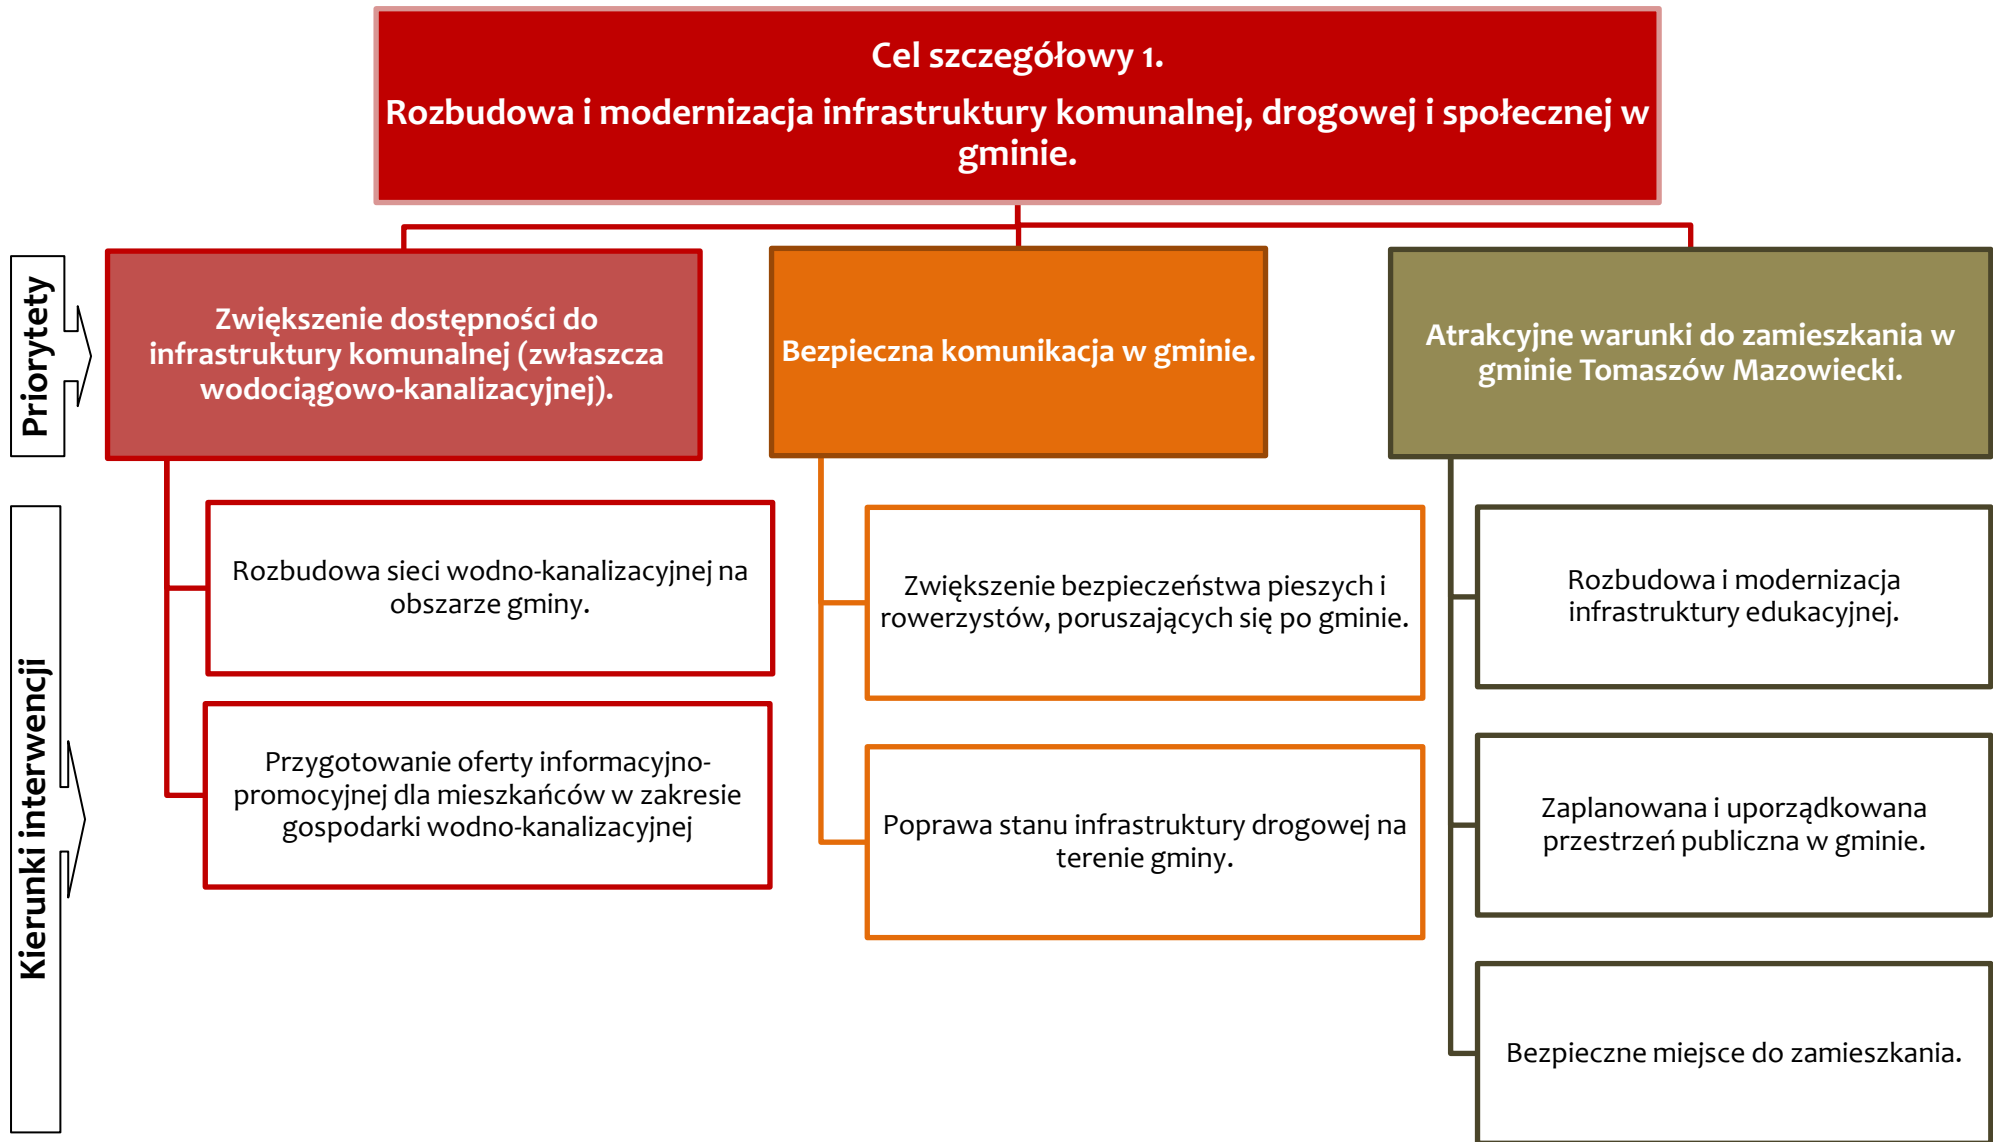 Cel szczegółowy 1.
Rozbudowa i modernizacja infrastruktury komunalnej, drogowej i społecznej w
gminie.
Priorytety
Zwiększenie dostępności do
infrastruktury komunalnej (zwłaszcza
wodociągowo-kanalizacyjnej).
Bezpieczna komunikacja w gminie.
Atrakcyjne warunki do zamieszkania w
gminie Tomaszów Mazowiecki.
Kierunki interwencji
Rozbudowa sieci wodno-kanalizacyjnej na
obszarze gminy.
Przygotowanie oferty informacyjno-
promocyjnej dla mieszkańców w zakresie
gospodarki wodno-kanalizacyjnej
Zwiększenie bezpieczeństwa pieszych i
rowerzystów, poruszających się po gminie.
Poprawa stanu infrastruktury drogowej na
terenie gminy.
Rozbudowa i modernizacja
infrastruktury edukacyjnej.
Zaplanowana i uporządkowana
przestrzeń publiczna w gminie.
Bezpieczne miejsce do zamieszkania.